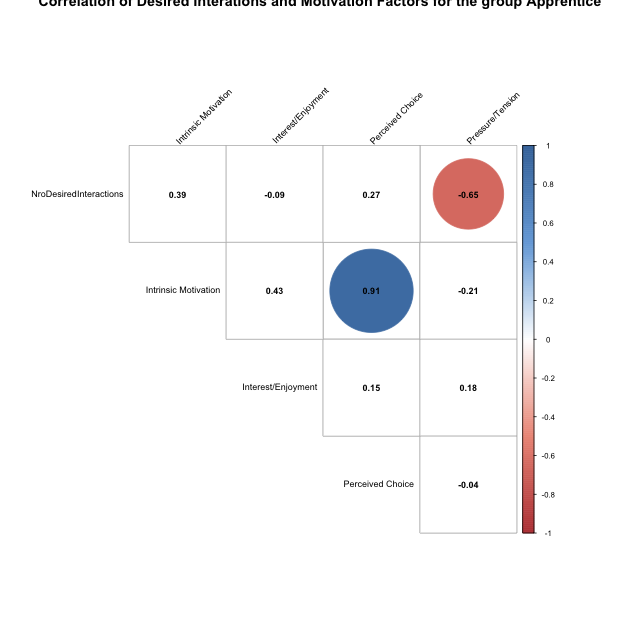 Correlation of Desired Interations and Motivation Factors for the group Apprentice
Intrinsic Motivation
Interest/Enjoyment
Perceived Choice
Pressure/Tension
NroDesiredInteractions 0.39 -0.09 0.27 -0.65
Intrinsic Motivation 0.43 0.91 -0.21
Interest/Enjoyment 0.15 0.18
Perceived Choice -0.04
1
0.8
0.6
0.4
0.2
0
-0.2
-0.4
-0.6
-0.8
-1